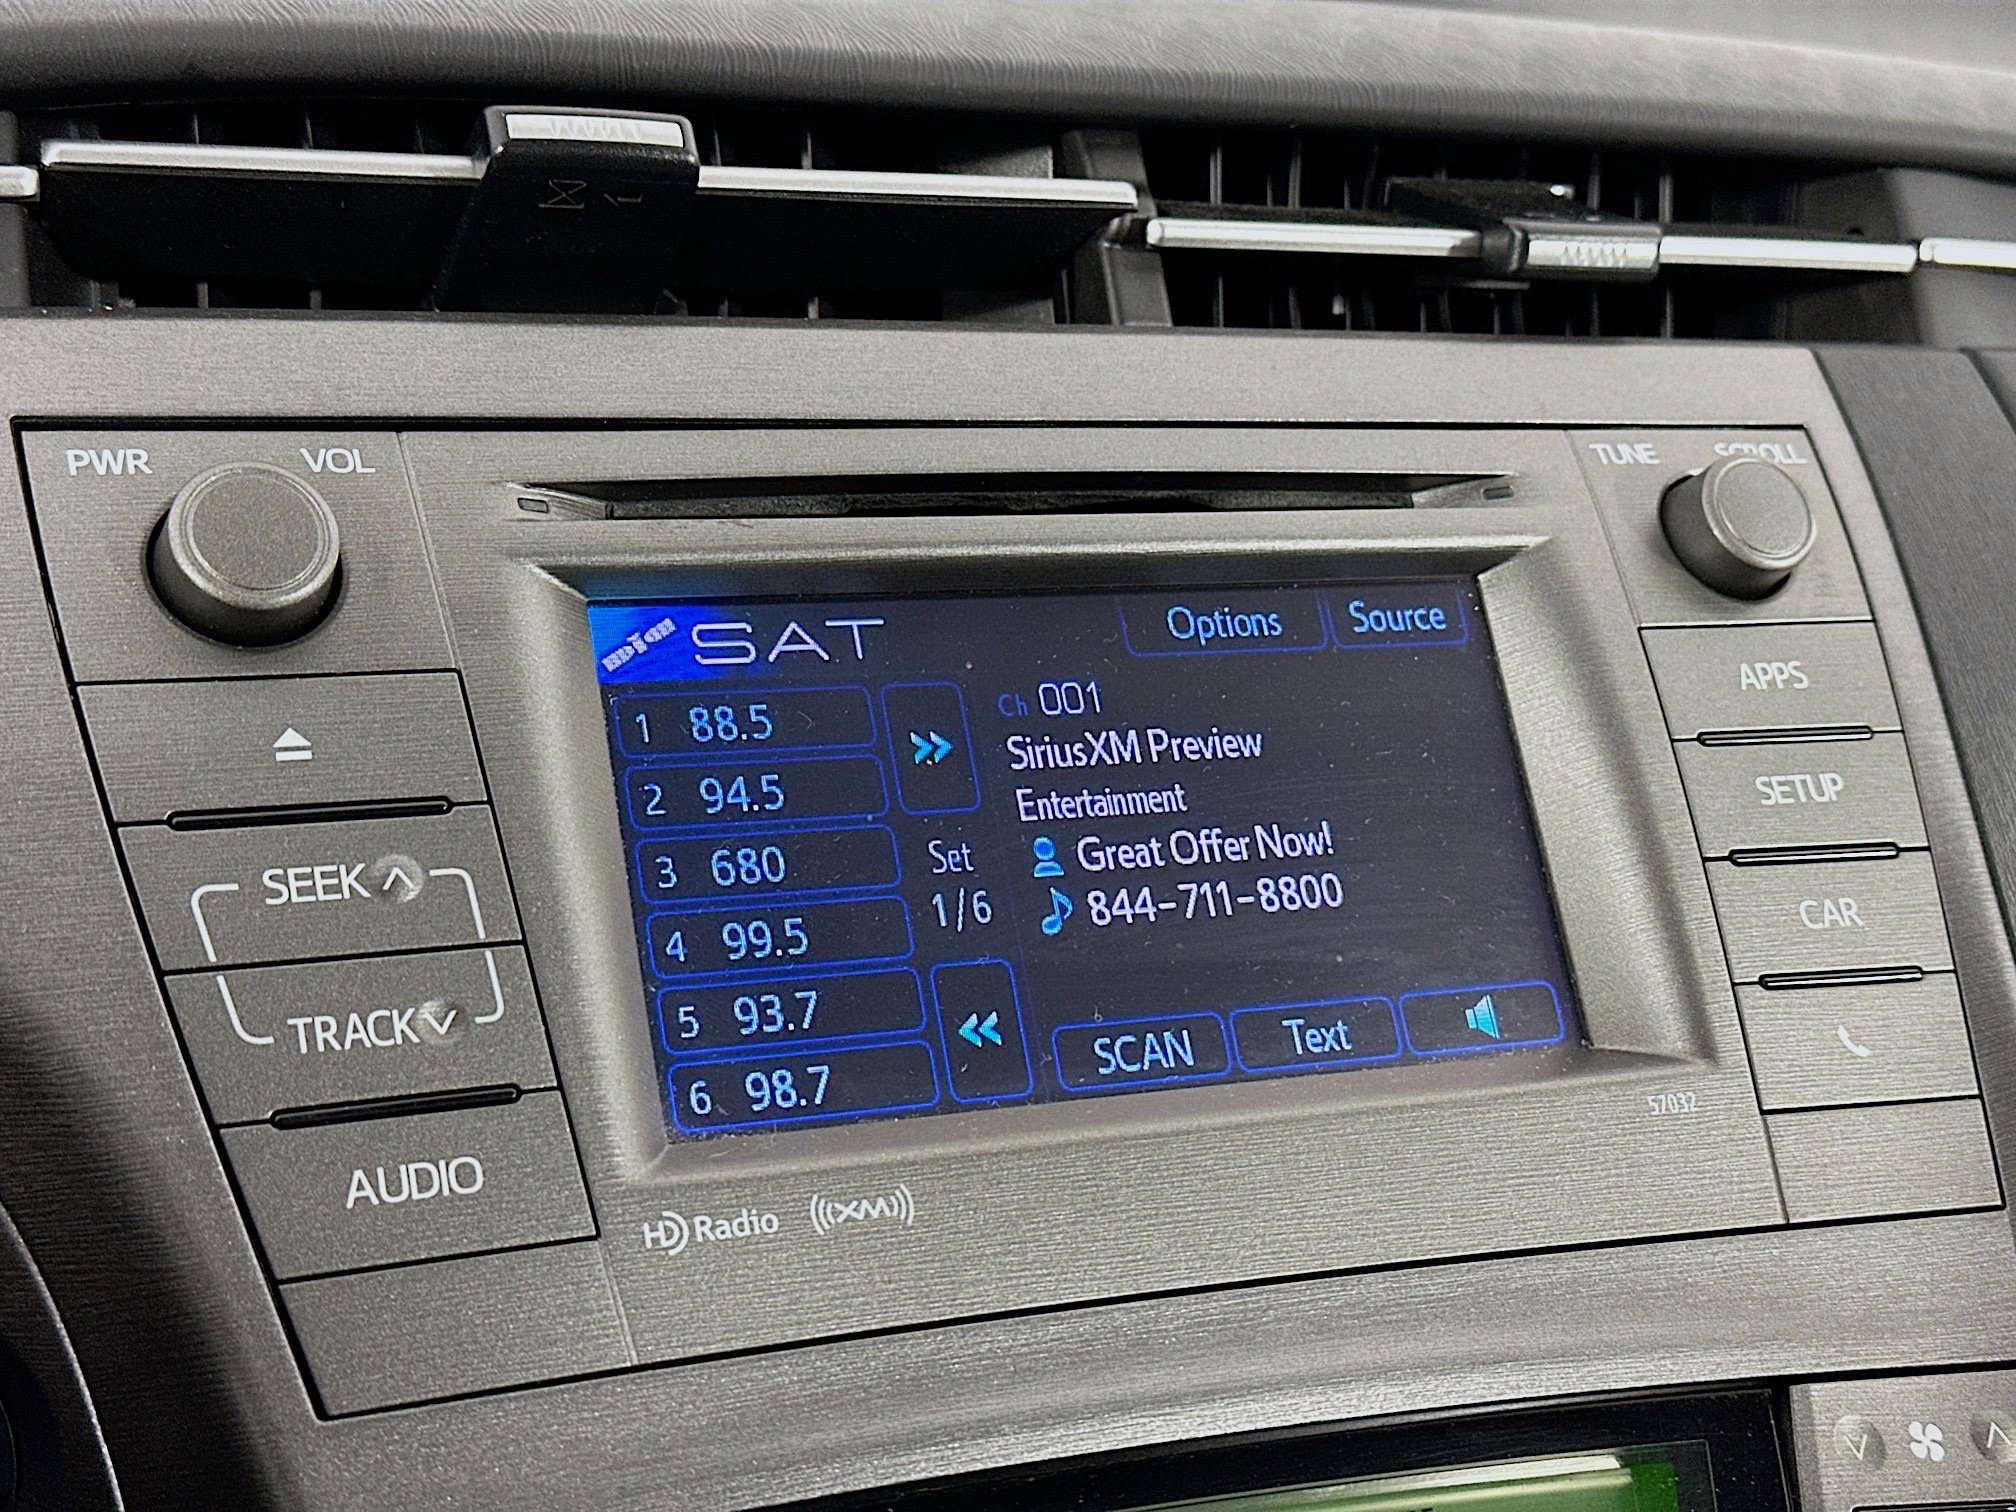 PWR VOL
TUNE SCROLL
SAT
Options
Source
1 88.5
2 94.5
3 680
4 99.5
5 93.7
6 98.7
Set
1/6
Ch 001
SiriusXM Preview
Entertainment
Great Offer Now!
844-711-8800
SCAN
Text
SEEK
TRACK
AUDIO
APPS
SETUP
CAR
57032
HD Radio
((XM))